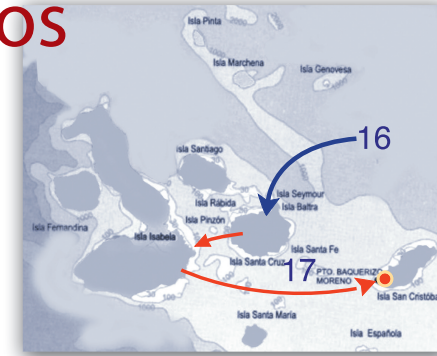 OS
Isla Pinta
Isla Marchena
Isla Genovesa
16
Isla Santiago
Isla Seymour
Isla Rábida
Isla Baltra
Isla Pinzón
Isla Fernandina
Isla Isabela
Isla Santa Fe
Isla Santa Cruz
17
PTO. BAQUERIZO
MORENO
Isla San Cristóba
Isla Santa María
Isla Española